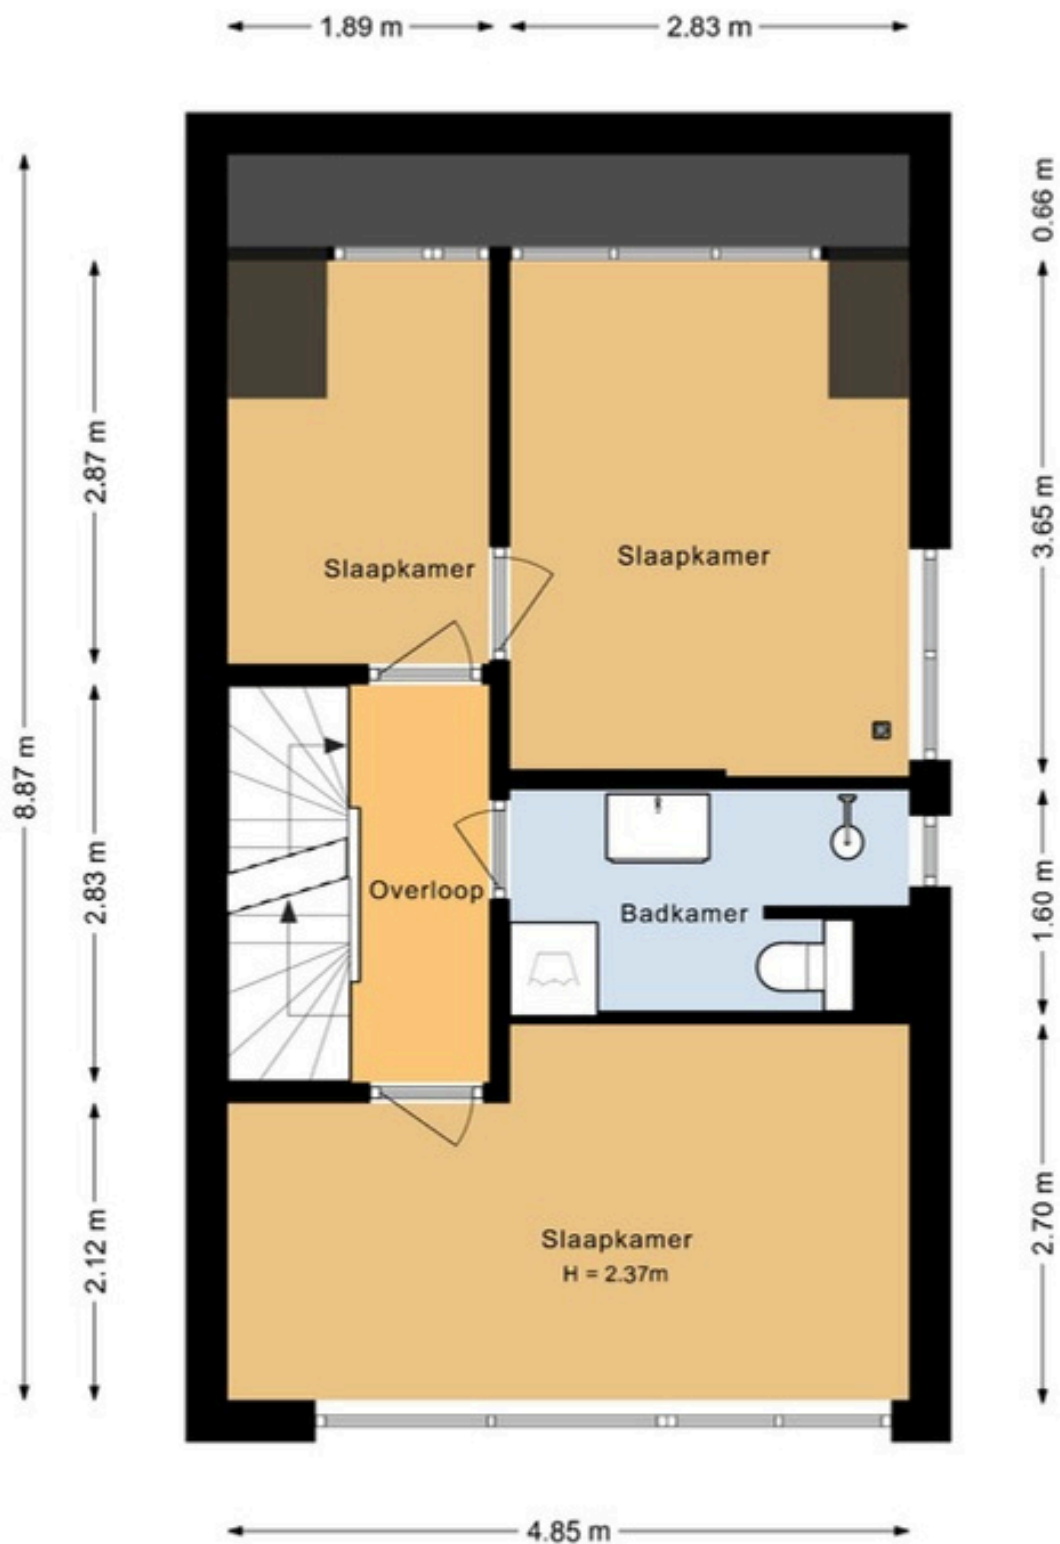 1.89 m
2.83 m
0.66 m
2.87 m
3.65 m
Slaapkamer
Slaapkamer
8.87 m
2.83 m
Overloop
Badkamer
1.60 m
2.12 m
Slaapkamer
H = 2.37m
2.70 m
4.85 m